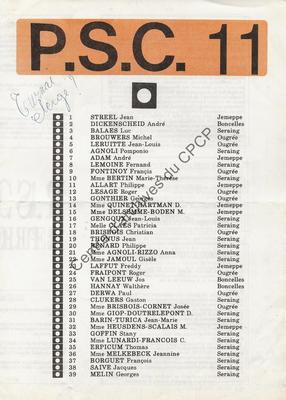 P.S.C. 11
1 STREEL Jean Jemeppe
2 DICKENSCHEID André Boncelles
3 BALAES Luc Seraing
4 BROUWERS Michel Ougrée
5 LERUITTE Jean-Louis Ougrée
6 AGNOLI Pomponio Seraing
7 ADAM André Jemeppe
8 LEMOINE Fernand Seraing
9 FONTINOY François Ougrée
10 Mme BERTIN Marie-Thérèse Seraing
11 ALLART Philippe Jemeppe
12 LESAGE Roger Ougrée
13 GONTHIER Georges Ougrée
14 Mme QUINET-HARTMAN D. Jemeppe
15 Mme DELSEMME-BODEN M. Jemeppe
16 GENGOUX Jean-Louis Seraing
17 Melle CLAES Patricia Seraing
18 BRISBOIS Christian Ougrée
19 THONUS Jean Seraing
20 RENARD Philippe Seraing
21 Mme AGNOLI-RIZZO Anna Seraing
22 Mme JAMOUL Gisèle Seraing
23 LAFFUT Freddy Jemeppe
24 FRAIPONT Roger Ougrée
25 VAN LEEUW Jos Boncelles
26 HANNAY Walthère Boncelles
27 DERWA Paul Ougrée
28 CLUKERS Gaston Seraing
29 Mme BRISBOIS-CORNET Josée Ougrée
30 Mme GIOP-DOUTRELEPONT D. Seraing
31 BARIN-TURICA Jean-Marie Seraing
32 Mme HEUSDENS-SCALAIS M. Jemeppe
33 GOFFIN Stany Seraing
34 Mme LUNARDI-FRANCOIS C. Seraing
35 ERPICUM Thomas Seraing
36 Mme MELKEBECK Jeannine Seraing
37 BORGUET François Seraing
38 SAIVE Jacques Seraing
39 MELIN Georges Seraing